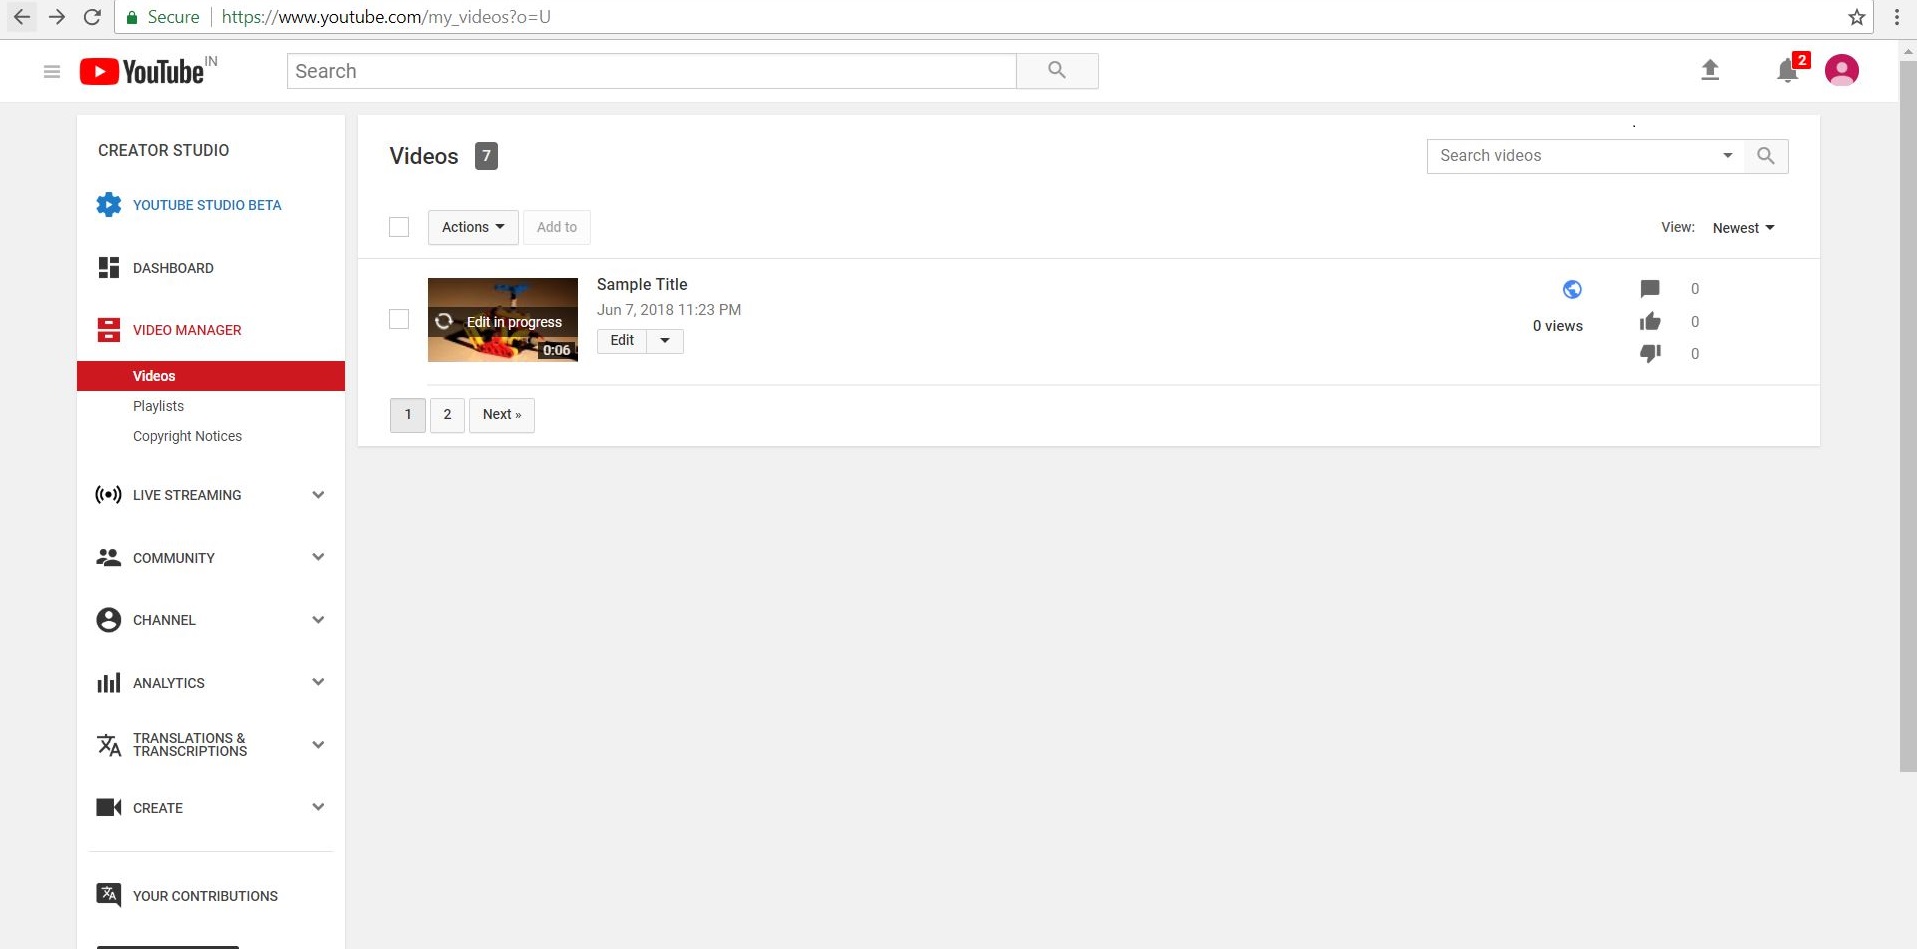 Secure https://www.youtube.com/my_videos?o=U
YouTube IN
Search
2
CREATOR STUDIO
YOUTUBE STUDIO BETA
DASHBOARD
VIDEO MANAGER
Videos
Playlists
Copyright Notices
LIVE STREAMING
COMMUNITY
CHANNEL
ANALYTICS
TRANSLATIONS &
TRANSCRIPTIONS
CREATE
YOUR CONTRIBUTIONS
Videos 7
Search videos
Actions Add to
View: Newest
Edit in progress
0:06
Sample Title
Jun 7, 2018 11:23 PM
Edit
0 views
0
0
0
1 2 Next »